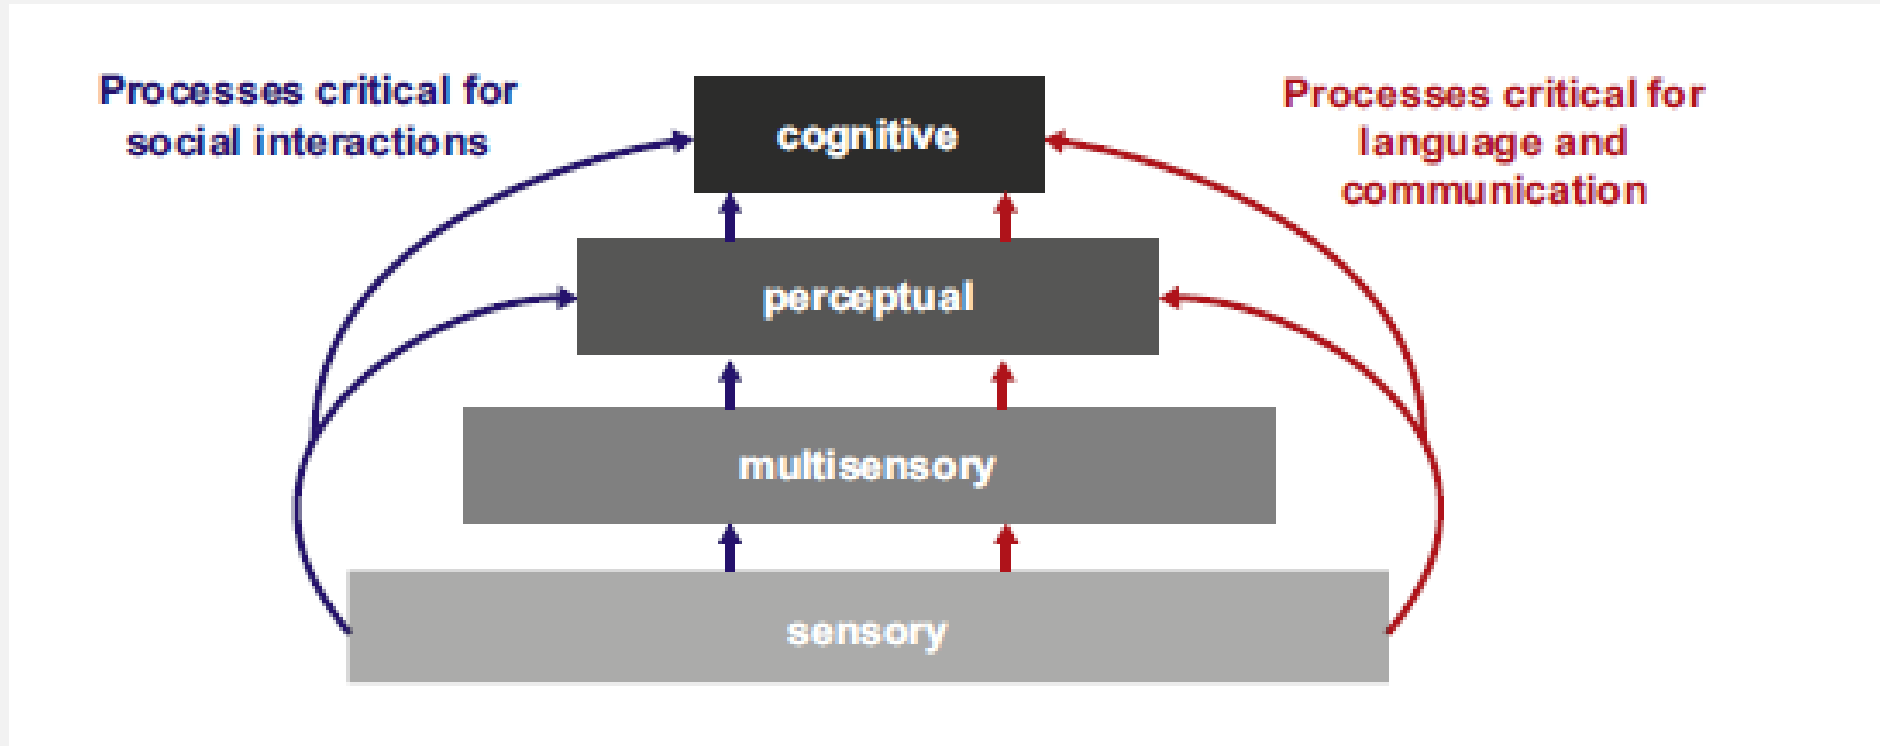 Processes critical for
social interactions
cognitive
Processes critical for
language and
communication
perceptual
multisensory
sensory